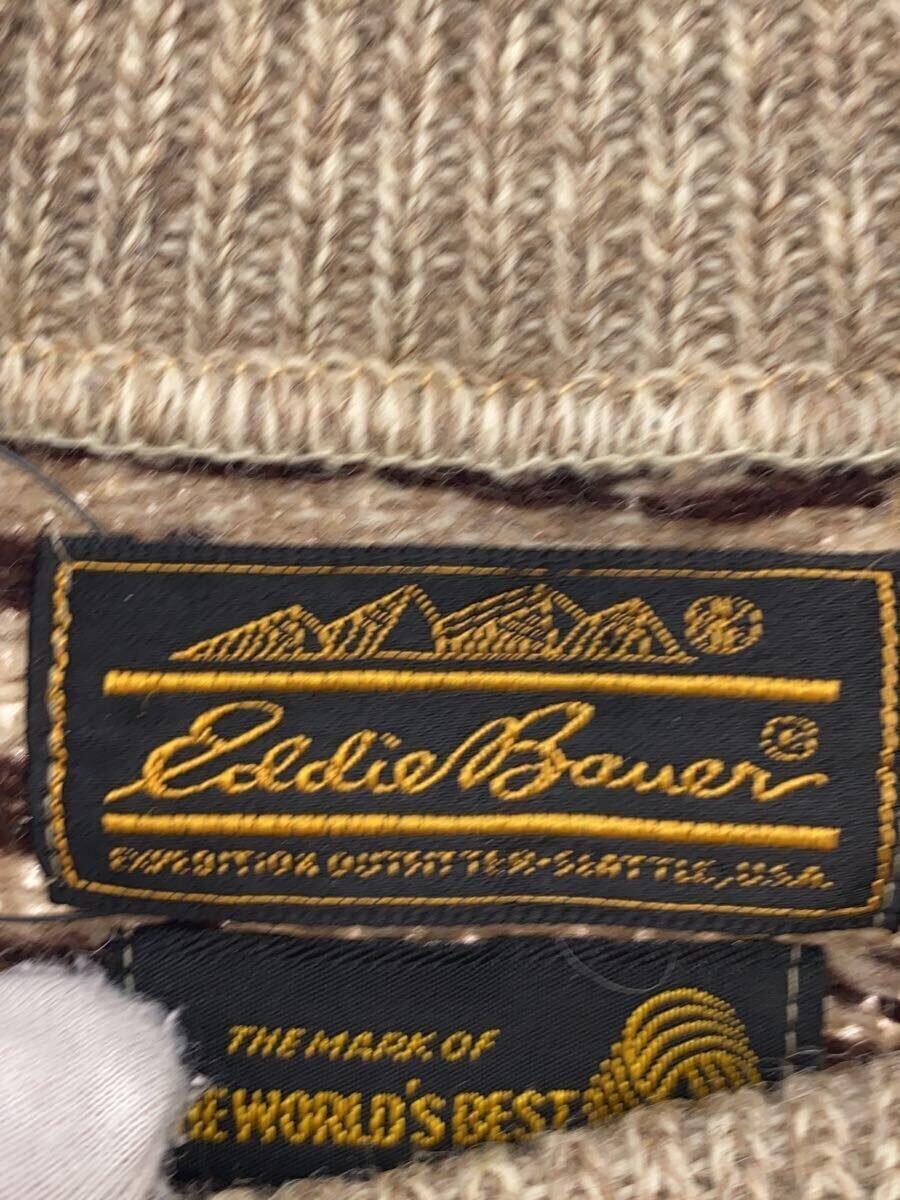 Eddie Bauer ®
EXPEDITION OUTFITTER·SEATTLE, USA
THE MARK OF
WORLD'S BEST